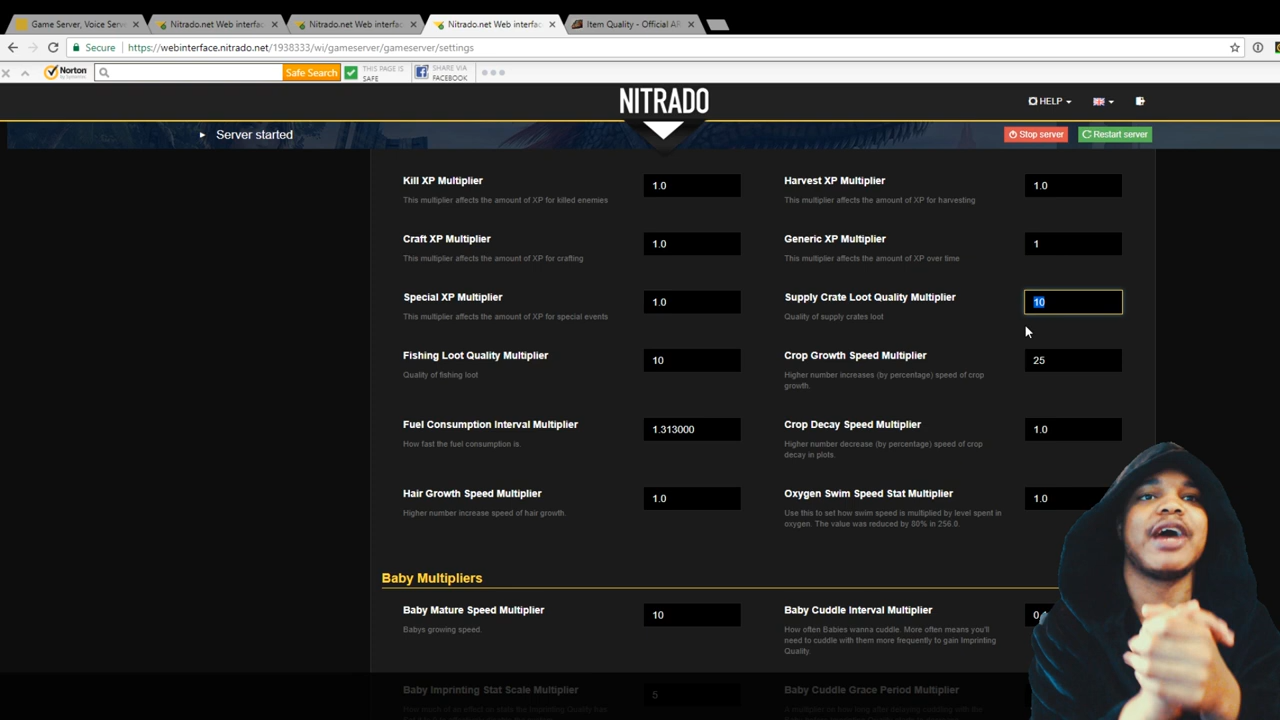 Game Server, Voice Serv
Nitrado.net Web interfac
Nitrado.net Web interfac
Nitrado.net Web interfac
Item Quality - Official AR
Secure
https://webinterface.nitrado.net/1938333/wi/gameserver/gameserver/settings
Norton
Safe Search
THIS PAGE IS
SAFE
SHARE VIA
FACEBOOK
NITRADO
HELP
Server started
Stop server
Restart server
Kill XP Multiplier
1.0
This multiplier affects the amount of XP for killed enemies
Harvest XP Multiplier
1.0
This multiplier affects the amount of XP for harvesting
Craft XP Multiplier
1.0
This multiplier affects the amount of XP for crafting
Generic XP Multiplier
1
This multiplier affects the amount of XP over time
Special XP Multiplier
1.0
This multiplier affects the amount of XP for special events
Supply Crate Loot Quality Multiplier
10
Quality of supply crates loot
Fishing Loot Quality Multiplier
10
Quality of fishing loot
Crop Growth Speed Multiplier
25
Higher number increases (by percentage) speed of crop
growth.
Fuel Consumption Interval Multiplier
1.313000
How fast the fuel consumption is.
Crop Decay Speed Multiplier
1.0
Higher number decrease (by percentage) speed of crop
decay in plots.
Hair Growth Speed Multiplier
1.0
Higher number increase speed of hair growth.
Oxygen Swim Speed Stat Multiplier
1.0
Use this to set how swim speed is multiplied by level spent in
oxygen. The value was reduced by 80% in 256.0.
Baby Multipliers
Baby Mature Speed Multiplier
10
Babys growing speed.
Baby Cuddle Interval Multiplier
How often Babies wanna cuddle. More often means you'll
need to cuddle with them more frequently to gain Imprinting
Quality
Baby Imprinting Stat Scale Multiplier
5
Baby Cuddle Grace Period Multiplier